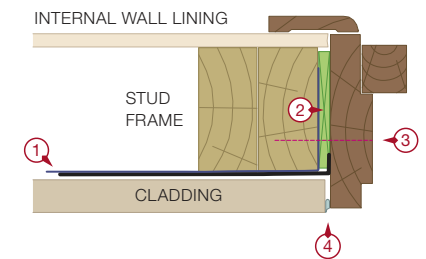 INTERNAL WALL LINING
STUD
FRAME
2
3
1
CLADDING
4